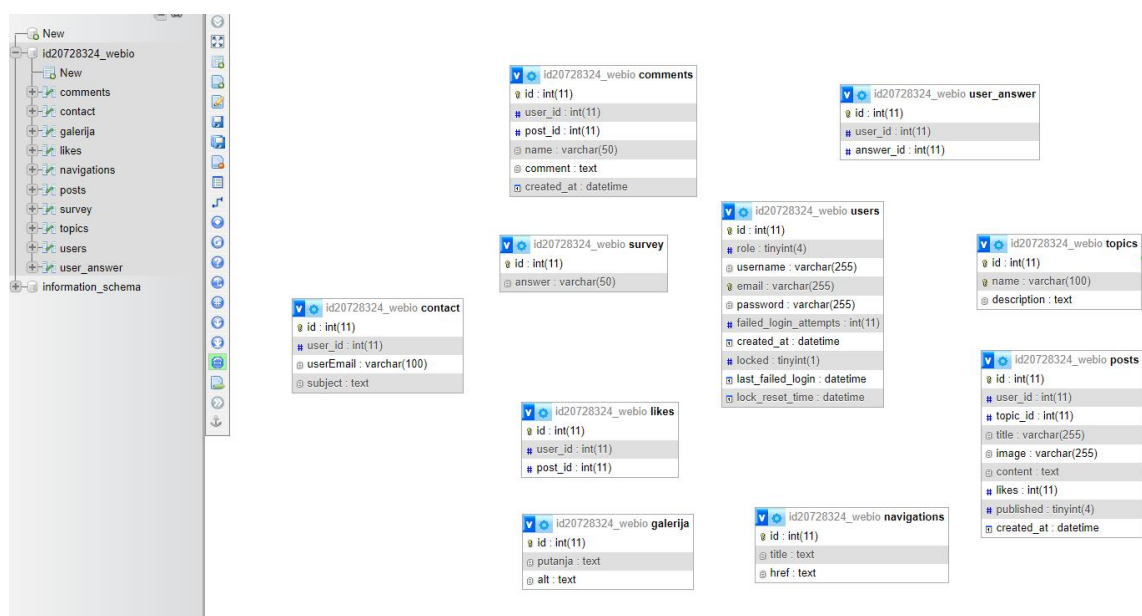 New
id20728324_webio
New
comments
contact
galerija
likes
navigations
posts
survey
topics
users
user_answer
information_schema
id20728324_webio comments
id : int(11)
user_id : int(11)
post_id : int(11)
name : varchar(50)
comment : text
created_at : datetime
id20728324_webio user_answer
id : int(11)
user_id : int(11)
answer_id : int(11)
id20728324_webio survey
id : int(11)
answer : varchar(50)
id20728324_webio users
id : int(11)
role : tinyint(4)
username : varchar(255)
email : varchar(255)
password : varchar(255)
failed_login_attempts : int(11)
created_at : datetime
locked : tinyint(1)
last_failed_login : datetime
lock_reset_time : datetime
id20728324_webio topics
id : int(11)
name : varchar(100)
description : text
id20728324_webio contact
id : int(11)
user_id : int(11)
userEmail : varchar(100)
subject : text
id20728324_webio posts
id : int(11)
user_id : int(11)
topic_id : int(11)
title : varchar(255)
image : varchar(255)
content : text
likes : int(11)
published : tinyint(4)
created_at : datetime
id20728324_webio likes
id : int(11)
user_id : int(11)
post_id : int(11)
id20728324_webio galerija
id : int(11)
putanja : text
alt : text
id20728324_webio navigations
id : int(11)
title : text
href : text